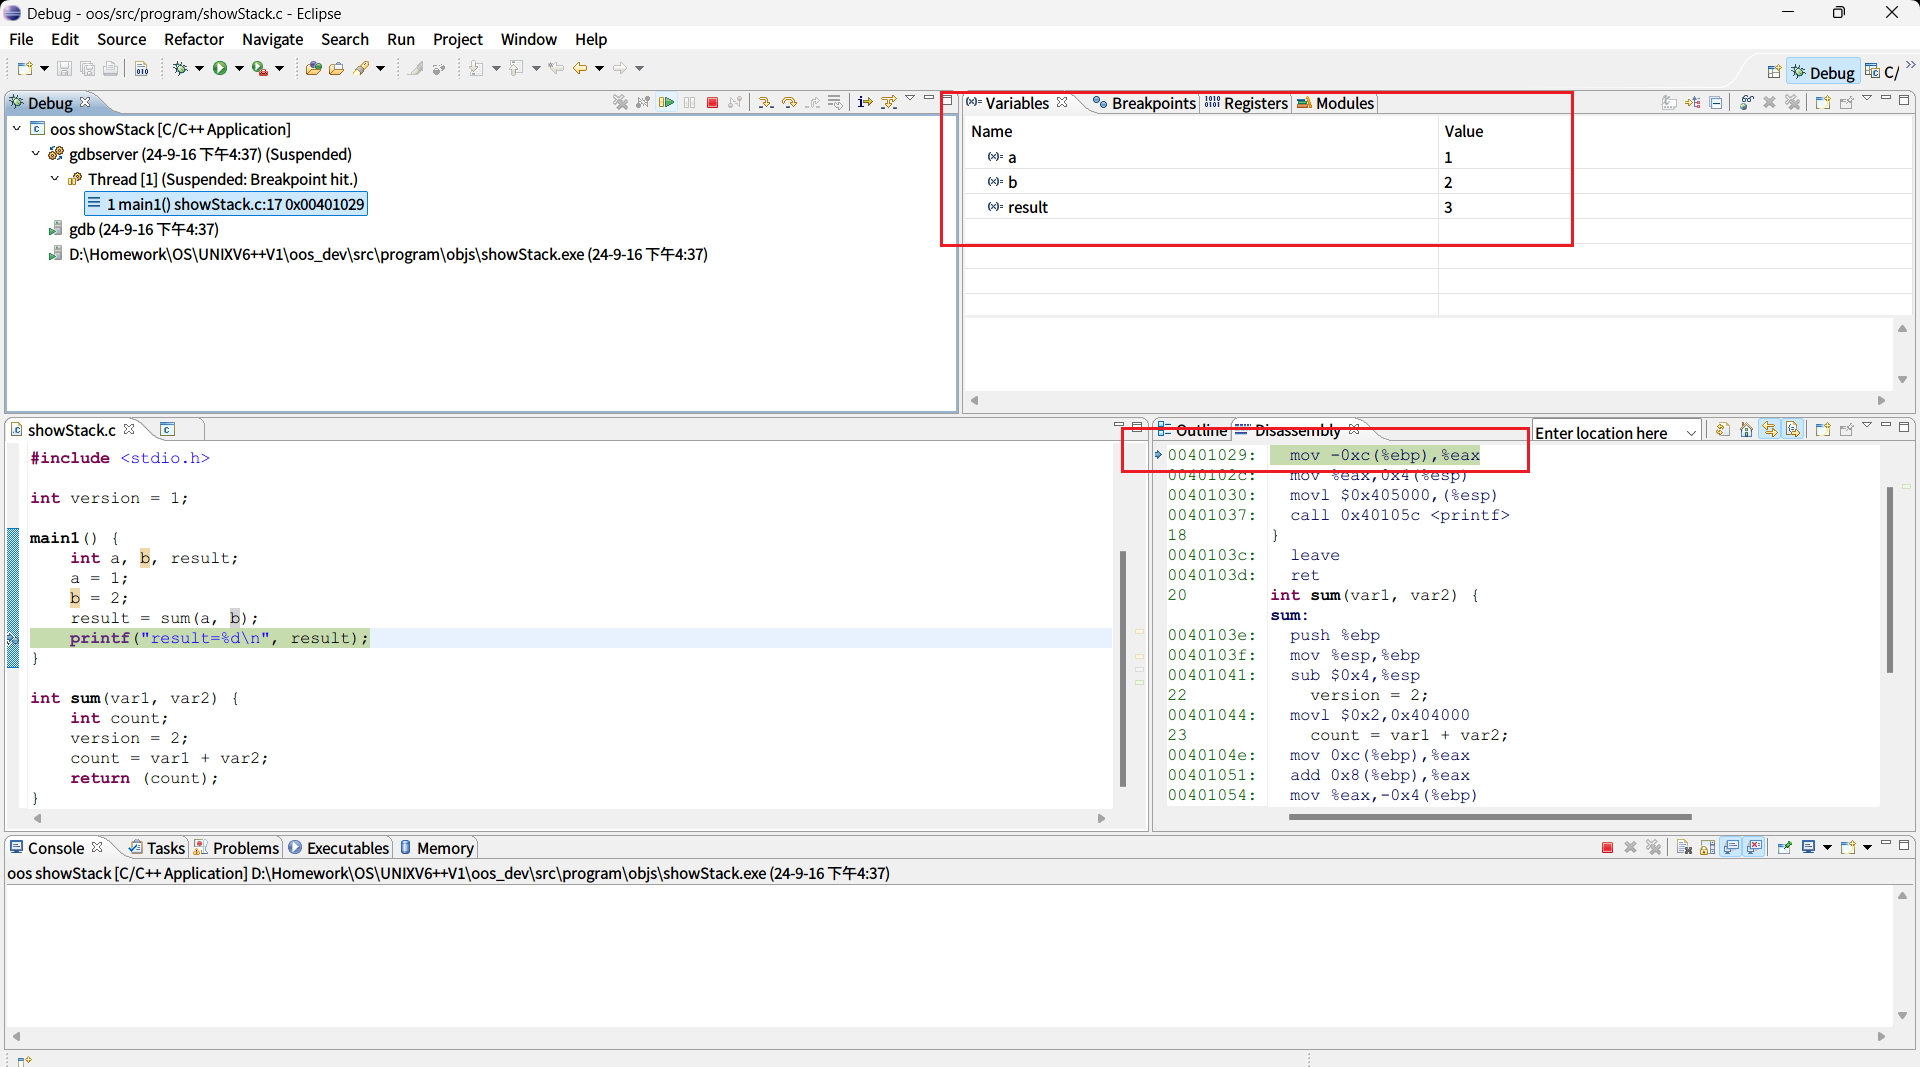 Debug - oos/src/program/showStack.c - Eclipse
File Edit Source Refactor Navigate Search Run Project Window Help
Debug C/
Debug
oos showStack [C/C++ Application]
gdbserver (24-9-16 下午4:37) (Suspended)
Thread [1] (Suspended: Breakpoint hit.)
1 main1() showStack.c:17 0x00401029
gdb (24-9-16 下午4:37)
D:\Homework\OS\UNIXV6++V1\oos_dev\src\program\objs\showStack.exe (24-9-16 下午4:37)
Variables Breakpoints Registers Modules
Name Value
a 1
b 2
result 3
showStack.c
#include <stdio.h>
int version = 1;
main1() {
int a, b, result;
a = 1;
b = 2;
result = sum(a, b);
printf("result=%d\n", result);
}
int sum(var1, var2) {
int count;
version = 2;
count = var1 + var2;
return (count);
}
Outline Disassembly Enter location here
00401029: mov -0xc(%ebp),%eax
0040102c: mov %eax,0x4(%esp)
00401030: movl $0x405000,(%esp)
00401037: call 0x40105c <printf>
18 }
0040103c: leave
0040103d: ret
20 int sum(var1, var2) {
sum:
0040103e: push %ebp
0040103f: mov %esp,%ebp
00401041: sub $0x4,%esp
22 version = 2;
00401044: movl $0x2,0x404000
23 count = var1 + var2;
0040104e: mov 0xc(%ebp),%eax
00401051: add 0x8(%ebp),%eax
00401054: mov %eax,-0x4(%ebp)
Console Tasks Problems Executables Memory
oos showStack [C/C++ Application] D:\Homework\OS\UNIXV6++V1\oos_dev\src\program\objs\showStack.exe (24-9-16 下午4:37)